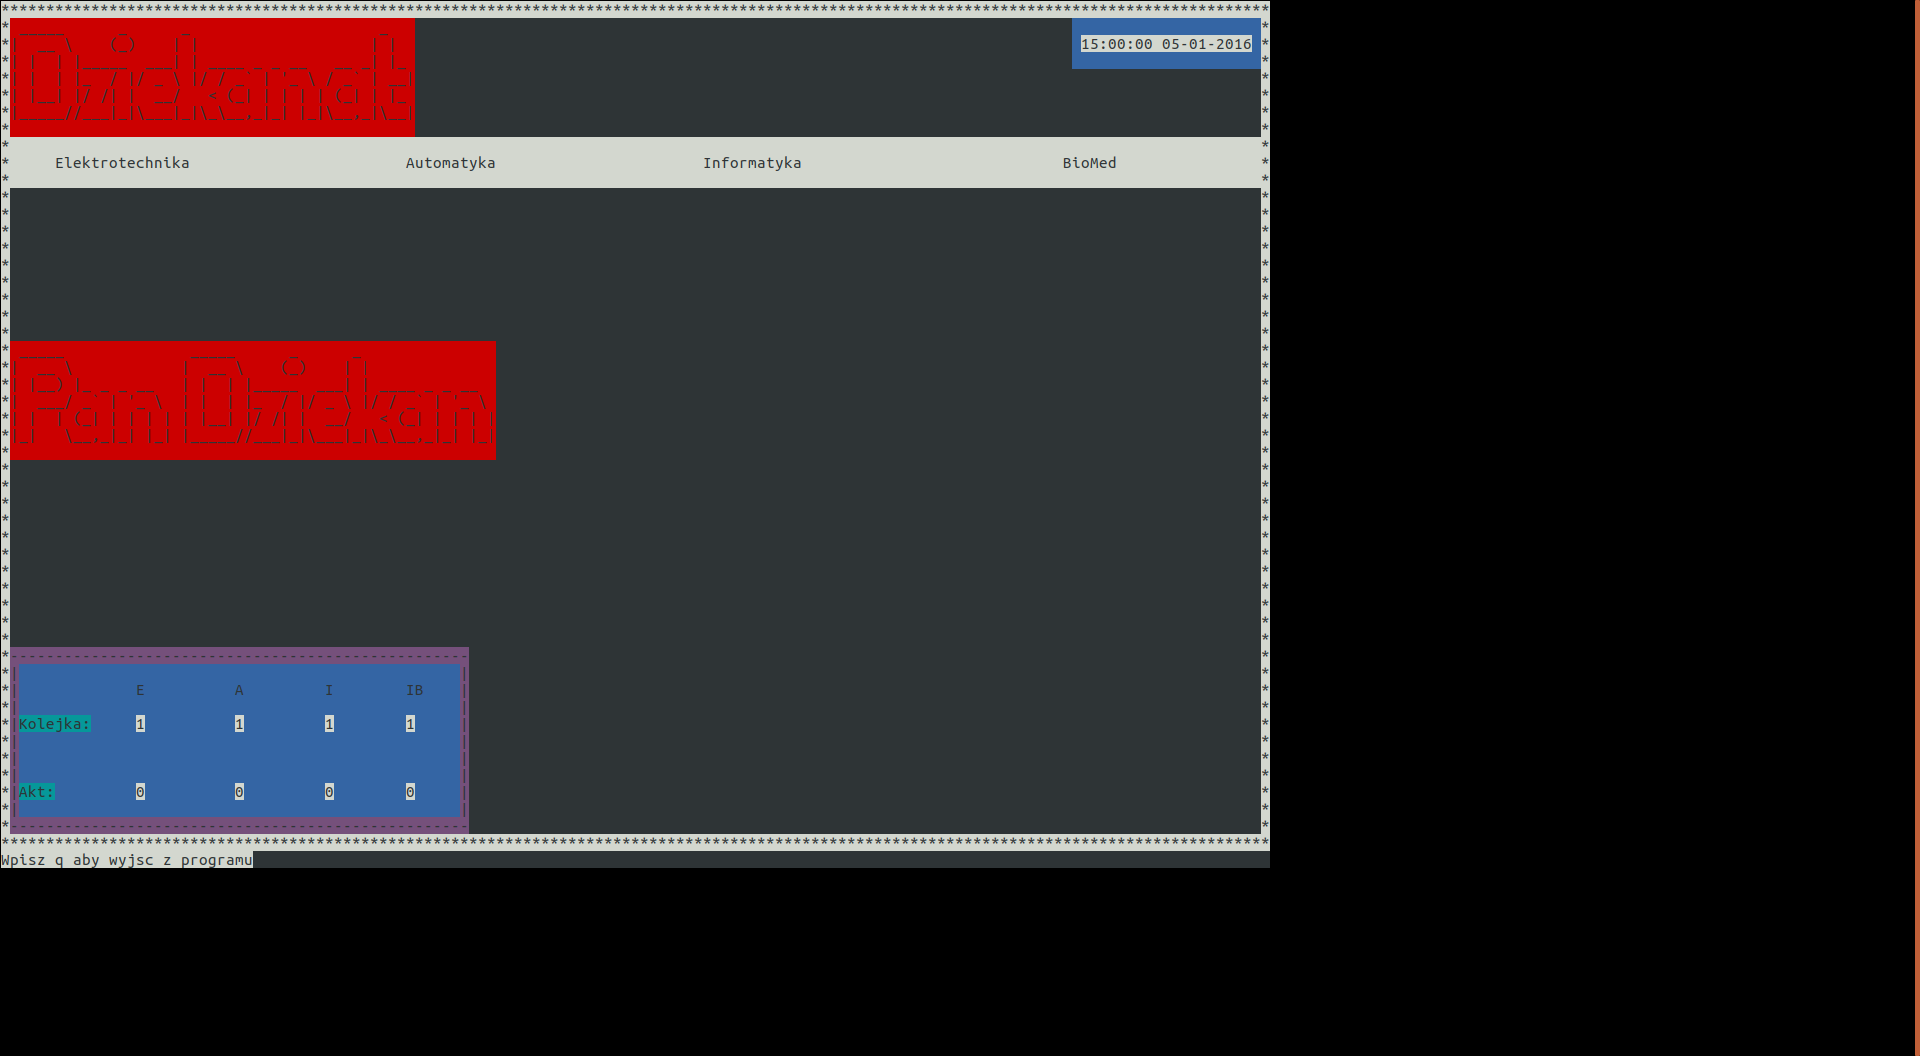 Dziekanat
15:00:00 05-01-2016
Elektrotechnika Automatyka Informatyka BioMed
Pan Dziekan
E A I IB
Kolejka: 1 1 1 1
Akt: 0 0 0 0
Wpisz q aby wyjsc z programu